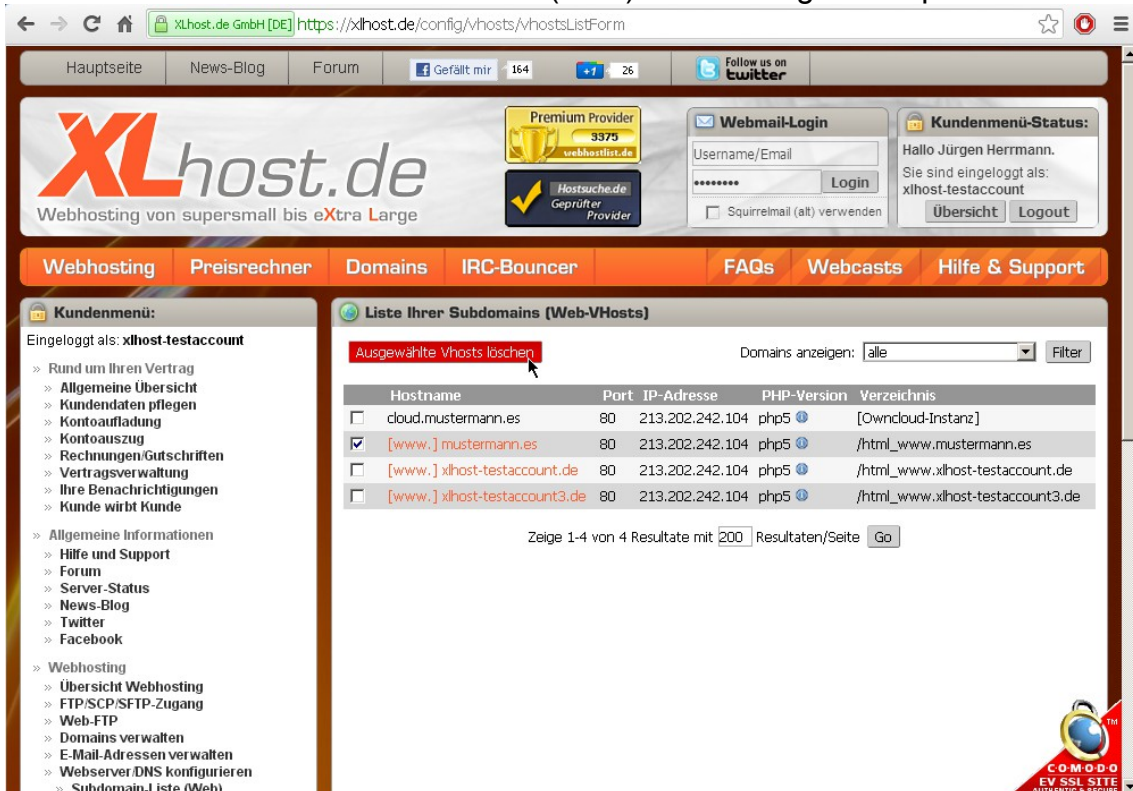 XLhost.de GmbH [DE] https://xlhost.de/config/vhosts/vhostsListForm
Hauptseite News-Blog Forum Gefällt mir 164 +1 26 Follow us on twitter
XLhost.de
Webhosting von supersmall bis eXtra Large
Premium Provider
3375
webhostlist.de
Hostsuche.de
Geprüfter
Provider
Webmail-Login
Username/Email
•••••••• Login
Squirrelmail (alt) verwenden
Kundenmenü-Status:
Hallo Jürgen Herrmann.
Sie sind eingeloggt als:
xlhost-testaccount
Übersicht Logout
Webhosting Preisrechner Domains IRC-Bouncer FAQs Webcasts Hilfe & Support
Kundenmenü:
Eingeloggt als: xlhost-testaccount
» Rund um Ihren Vertrag
» Allgemeine Übersicht
» Kundendaten pflegen
» Kontoaufladung
» Kontoauszug
» Rechnungen/Gutschriften
» Vertragsverwaltung
» Ihre Benachrichtigungen
» Kunde wirbt Kunde
» Allgemeine Informationen
» Hilfe und Support
» Forum
» Server-Status
» News-Blog
» Twitter
» Facebook
» Webhosting
» Übersicht Webhosting
» FTP/SCP/SFTP-Zugang
» Web-FTP
» Domains verwalten
» E-Mail-Adressen verwalten
» Webserver/DNS konfigurieren
» Subdomain-Liste (Web)
Liste Ihrer Subdomains (Web-VHosts)
Ausgewählte Vhosts löschen Domains anzeigen: alle Filter
Hostname Port IP-Adresse PHP-Version Verzeichnis
cloud.mustermann.es 80 213.202.242.104 php5 [Owncloud-Instanz]
[www.] mustermann.es 80 213.202.242.104 php5 /html_www.mustermann.es
[www.] xlhost-testaccount.de 80 213.202.242.104 php5 /html_www.xlhost-testaccount.de
[www.] xlhost-testaccount3.de 80 213.202.242.104 php5 /html_www.xlhost-testaccount3.de
Zeige 1-4 von 4 Resultate mit 200 Resultaten/Seite Go
TM
C·O·M·O·D·O
EV SSL SITE
AUTHENTIC & SECURE